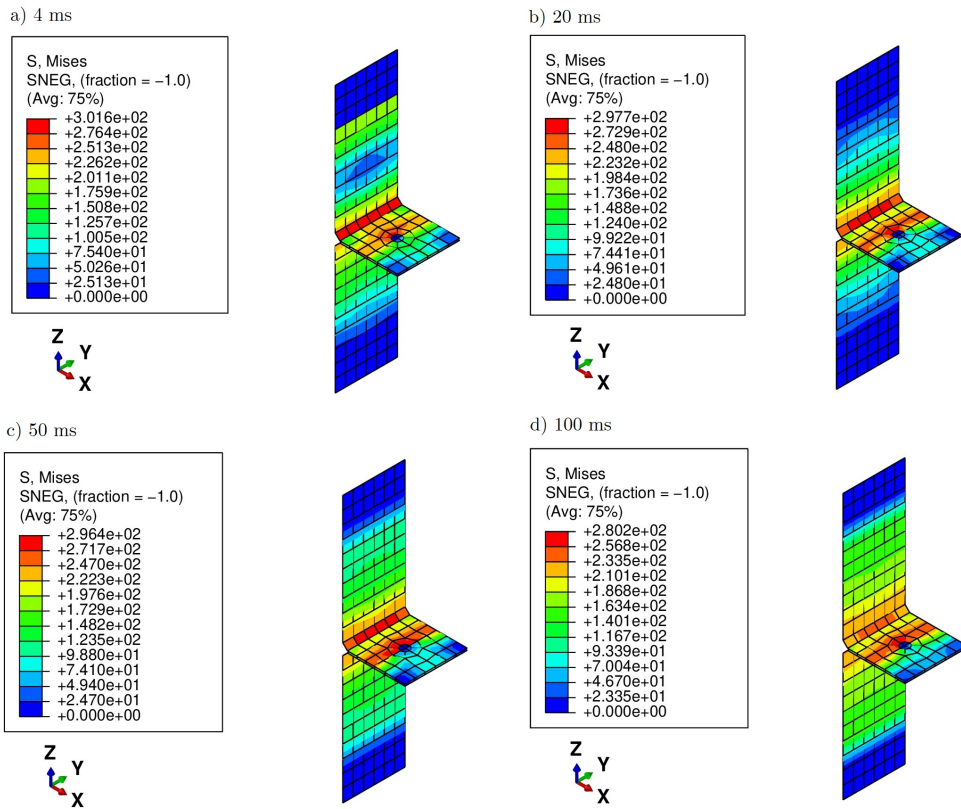 a) 4 ms
S, Mises
SNEG, (fraction = −1.0)
(Avg: 75%)
+3.016e+02
+2.764e+02
+2.513e+02
+2.262e+02
+2.011e+02
+1.759e+02
+1.508e+02
+1.257e+02
+1.005e+02
+7.540e+01
+5.026e+01
+2.513e+01
+0.000e+00
Z
Y
X
b) 20 ms
S, Mises
SNEG, (fraction = −1.0)
(Avg: 75%)
+2.977e+02
+2.729e+02
+2.480e+02
+2.232e+02
+1.984e+02
+1.736e+02
+1.488e+02
+1.240e+02
+9.922e+01
+7.441e+01
+4.961e+01
+2.480e+01
+0.000e+00
Z
Y
X
c) 50 ms
S, Mises
SNEG, (fraction = −1.0)
(Avg: 75%)
+2.964e+02
+2.717e+02
+2.470e+02
+2.223e+02
+1.976e+02
+1.729e+02
+1.482e+02
+1.235e+02
+9.880e+01
+7.410e+01
+4.940e+01
+2.470e+01
+0.000e+00
Z
Y
X
d) 100 ms
S, Mises
SNEG, (fraction = −1.0)
(Avg: 75%)
+2.802e+02
+2.568e+02
+2.335e+02
+2.101e+02
+1.868e+02
+1.634e+02
+1.401e+02
+1.167e+02
+9.339e+01
+7.004e+01
+4.670e+01
+2.335e+01
+0.000e+00
Z
Y
X